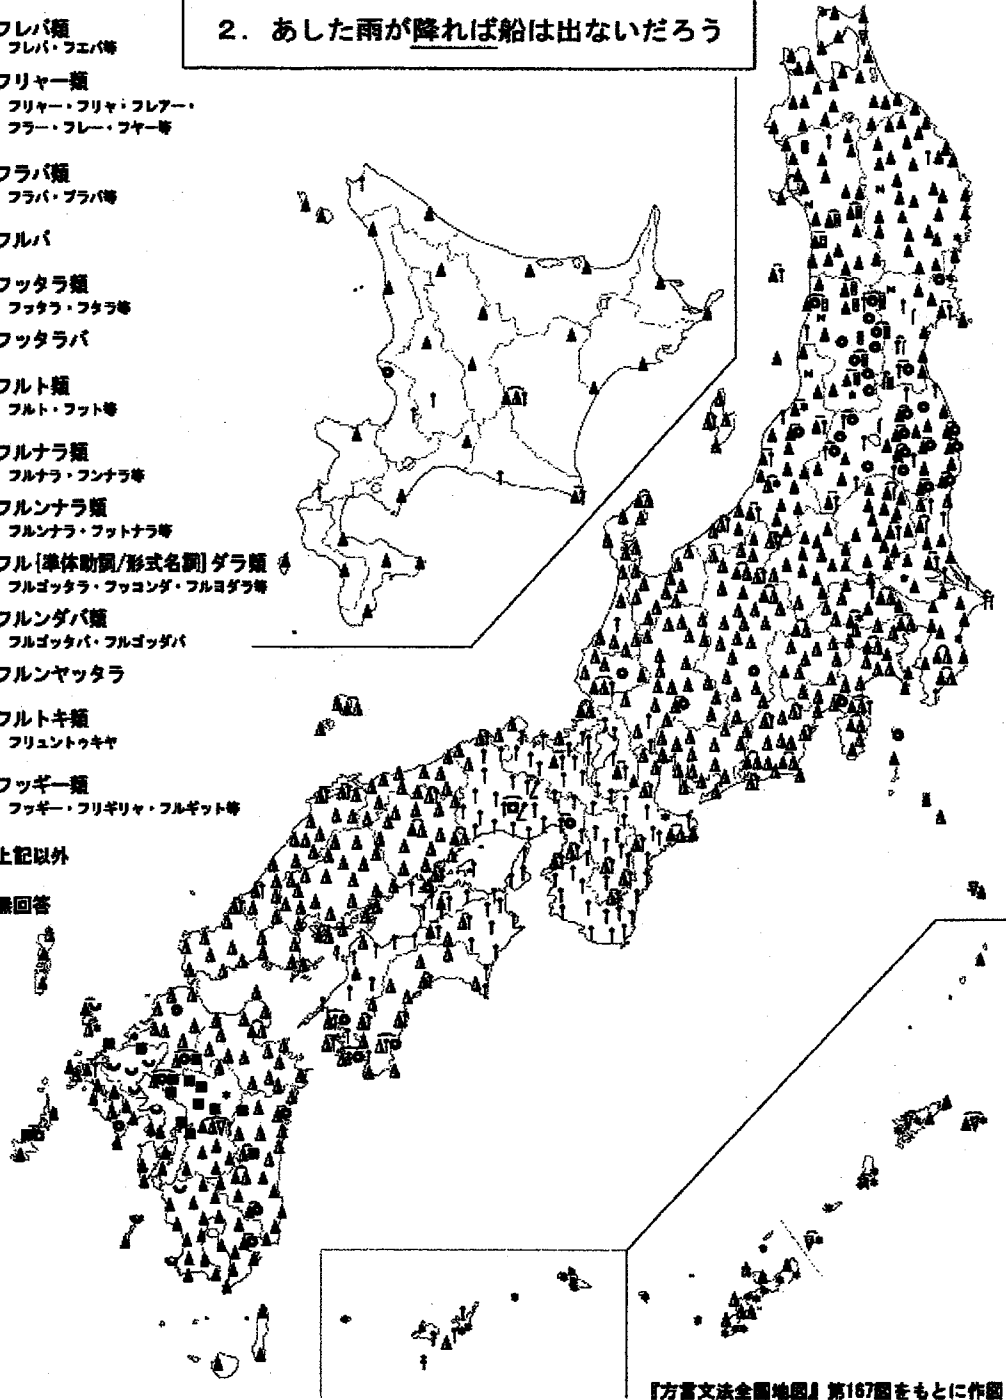 2. あした雨が降れば船は出ないだろう
フレバ類
フレバ・フエバ等
フリャー類
フリャー・フリャ・フレアー・
フラー・フレー・フヤー等
フラバ類
フラバ・ブラバ等
フルバ
フッタラ類
フッタラ・フタラ等
フッタラバ
フルト類
フルト・フット等
フルナラ類
フルナラ・フンナラ等
フルンナラ類
フルンナラ・フットナラ等
フル[準体助詞/形式名詞]ダラ類
フルゴッタラ・フッコンダ・フルヨダラ等
フルンダバ類
フルゴッタバ・フルゴッダバ
フルンヤッタラ
フルトキ類
フリュントゥキヤ
フッギー類
フッギー・フリギリャ・フルギット等
上記以外
無回答
『方言文法全国地図』第167図をもとに作図